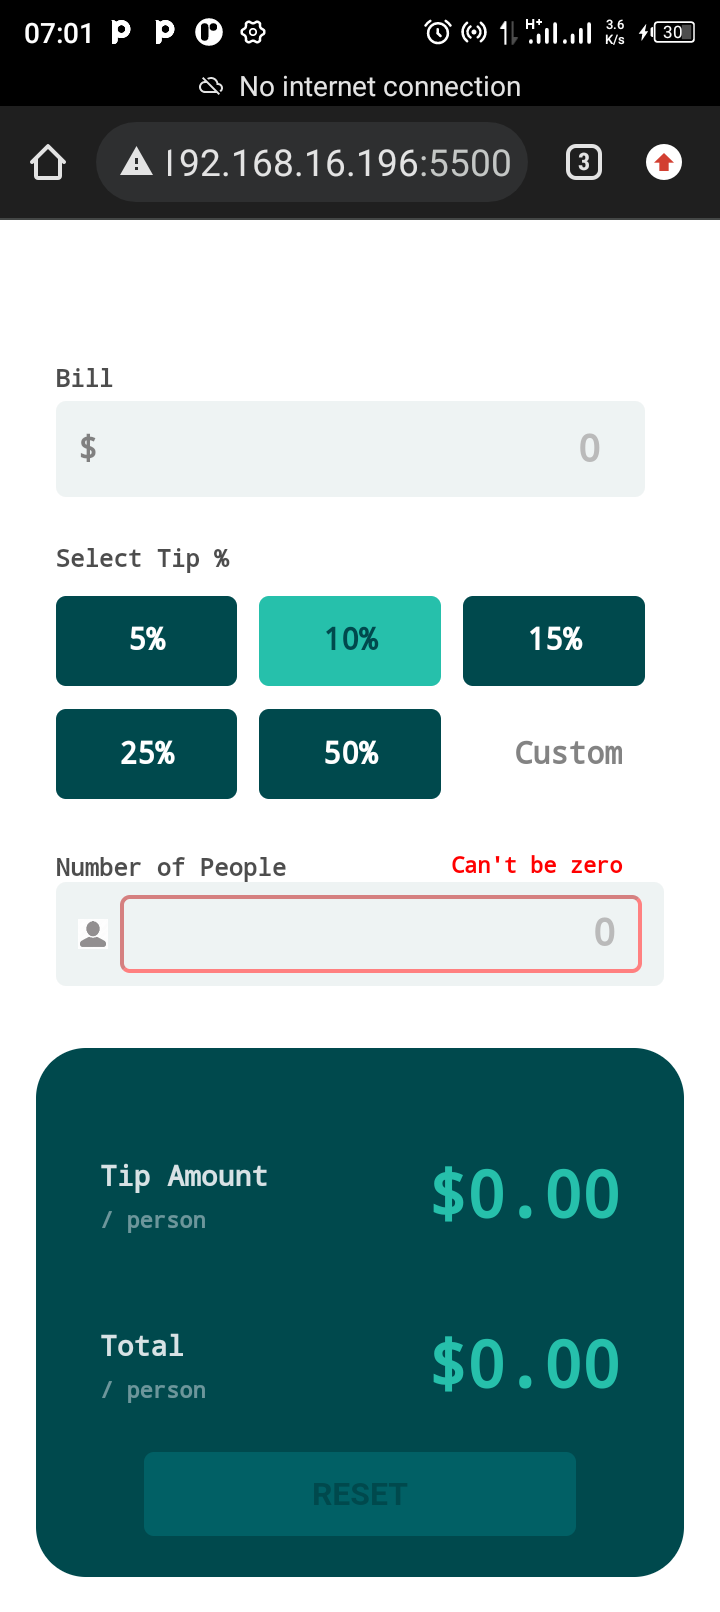 07:01
H+
3.6
K/s
30
No internet connection
192.168.16.196:5500
3
Bill
$ 0
Select Tip %
5% 10% 15%
25% 50% Custom
Number of People Can't be zero
0
Tip Amount $0.00
/ person
Total $0.00
/ person
RESET